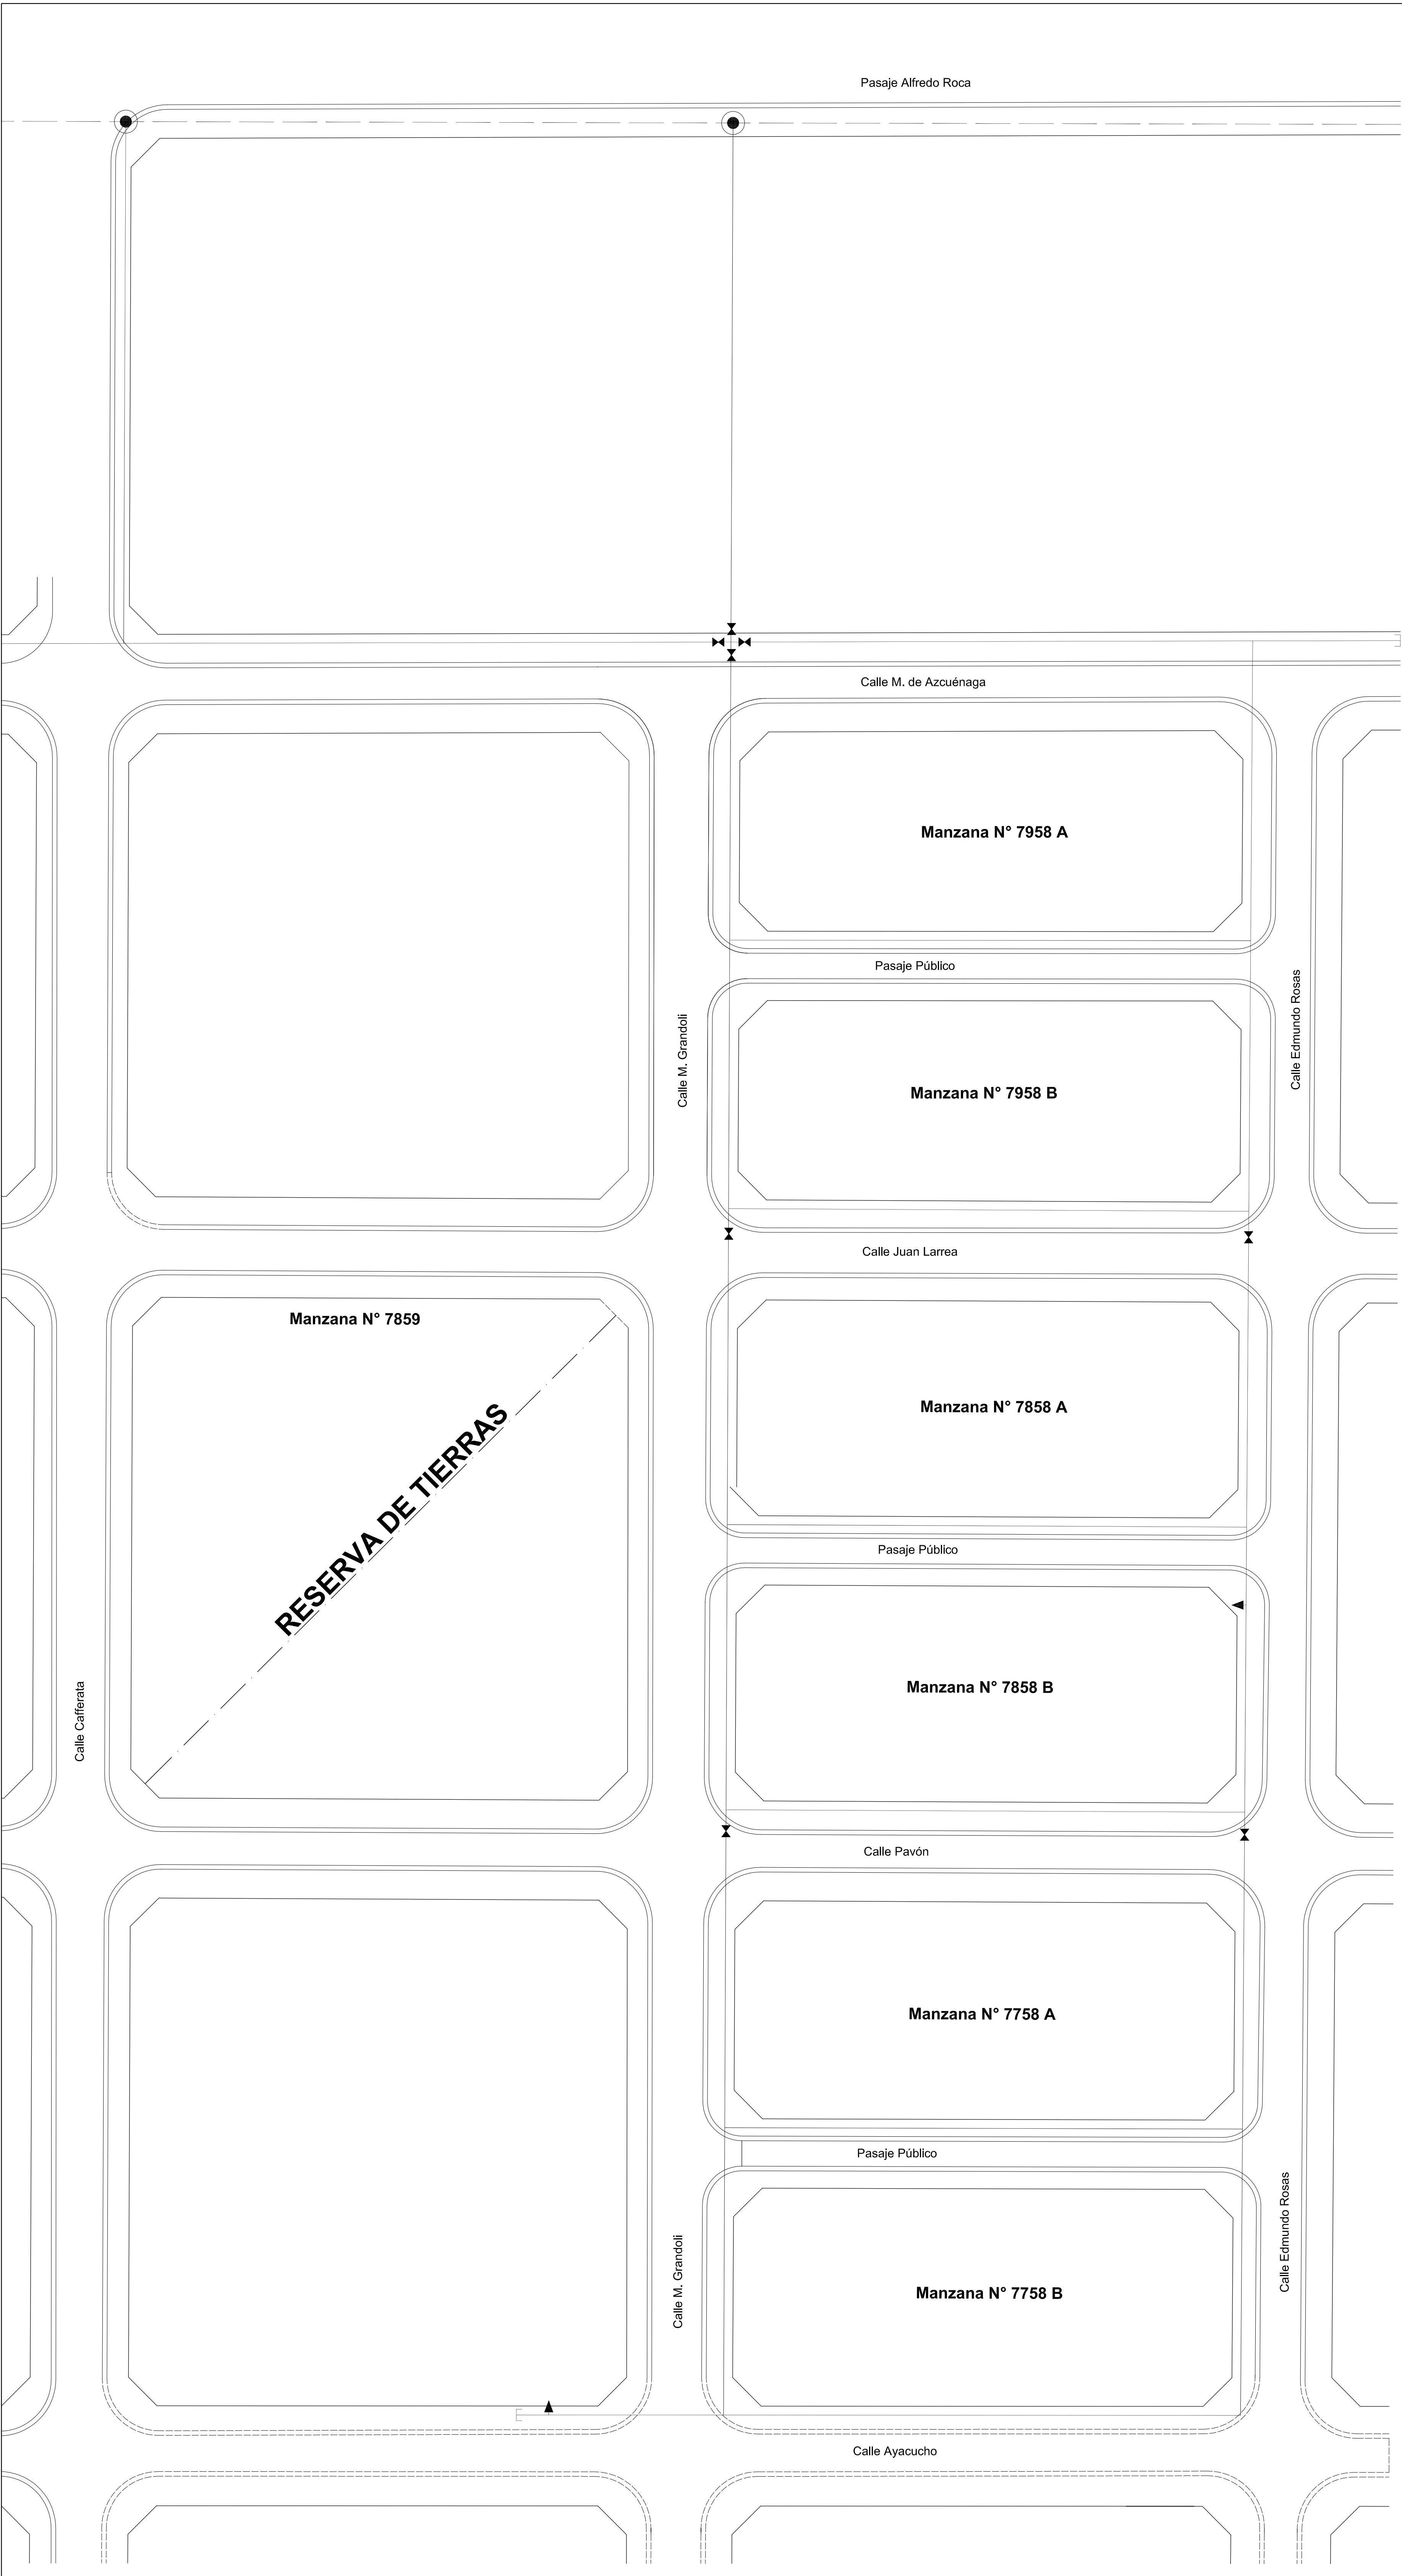 Pasaje Alfredo Roca
Calle M. de Azcuénaga
Manzana N° 7958 A
Pasaje Público
Calle M. Grandoli
Calle Edmundo Rosas
Manzana N° 7958 B
Calle Juan Larrea
Manzana N° 7859
RESERVA DE TIERRAS
Manzana N° 7858 A
Pasaje Público
Calle Cafferata
Manzana N° 7858 B
Calle Pavón
Manzana N° 7758 A
Pasaje Público
Calle M. Grandoli
Calle Edmundo Rosas
Manzana N° 7758 B
Calle Ayacucho